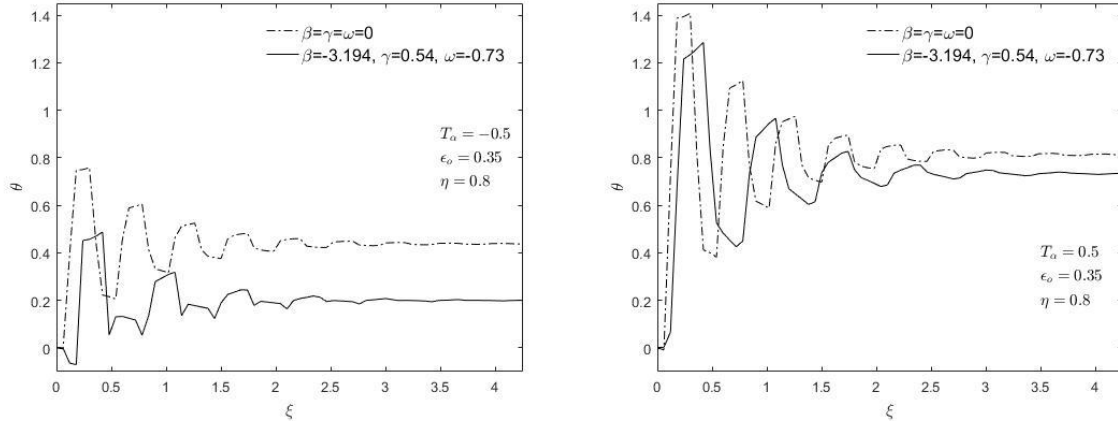 1.4
1.2
1
0.8
0.6
0.4
0.2
0
θ
0 0.5 1 1.5 2 2.5 3 3.5 4
ξ
β=γ=ω=0
β=-3.194, γ=0.54, ω=-0.73
T_α = −0.5
ϵ_o = 0.35
η = 0.8
1.4
1.2
1
0.8
0.6
0.4
0.2
0
θ
0 0.5 1 1.5 2 2.5 3 3.5 4
ξ
β=γ=ω=0
β=-3.194, γ=0.54, ω=-0.73
T_α = 0.5
ϵ_o = 0.35
η = 0.8